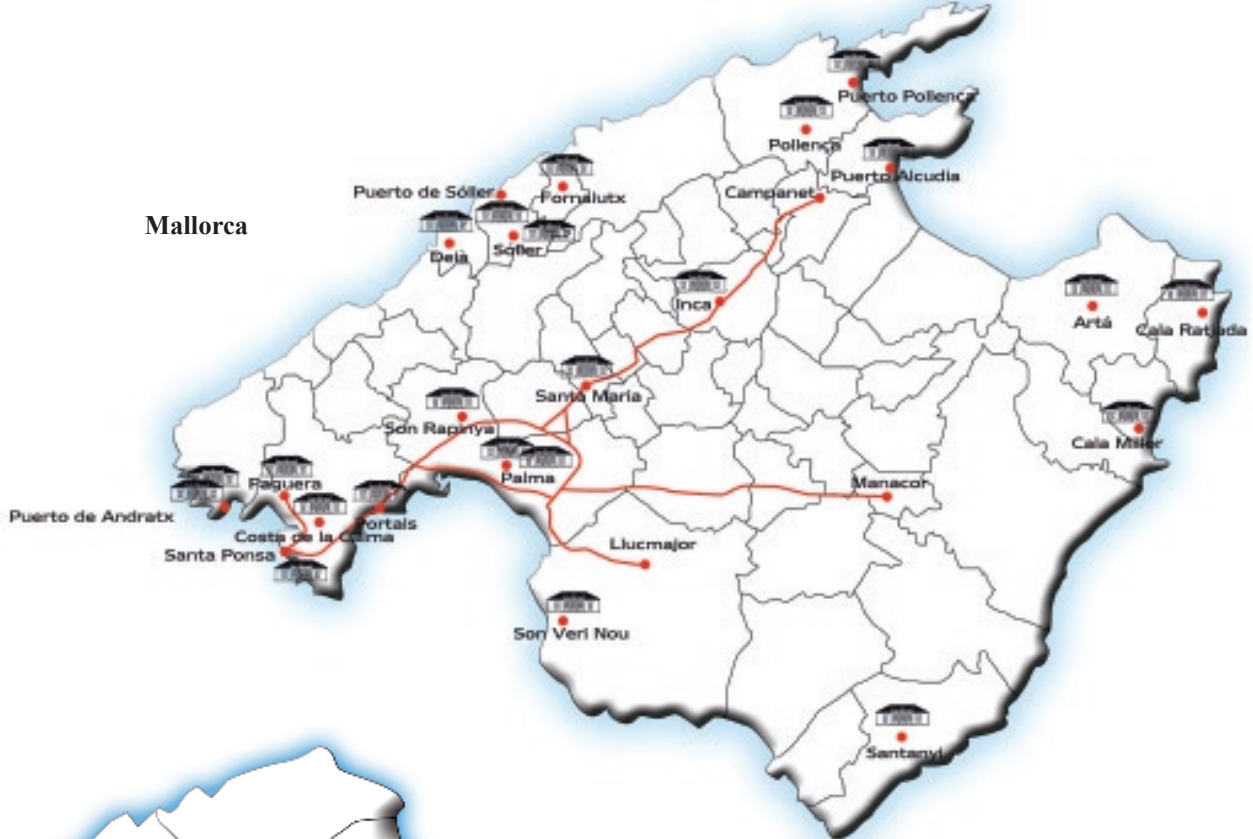 Puerto Pollença
Pollença
Puerto Alcudia
Puerto de Sóller
Fornalutx
Campanet
Mallorca
Sóller
Deià
Inca
Artá
Cala Ratjada
Santa Maria
Son Rapinya
Cala Miller
Palma
Paguera
Manacor
Puerto de Andratx
Portals
Costa de la Calma
Santa Ponsa
Llucmajor
Son Veri Nou
Santanyi